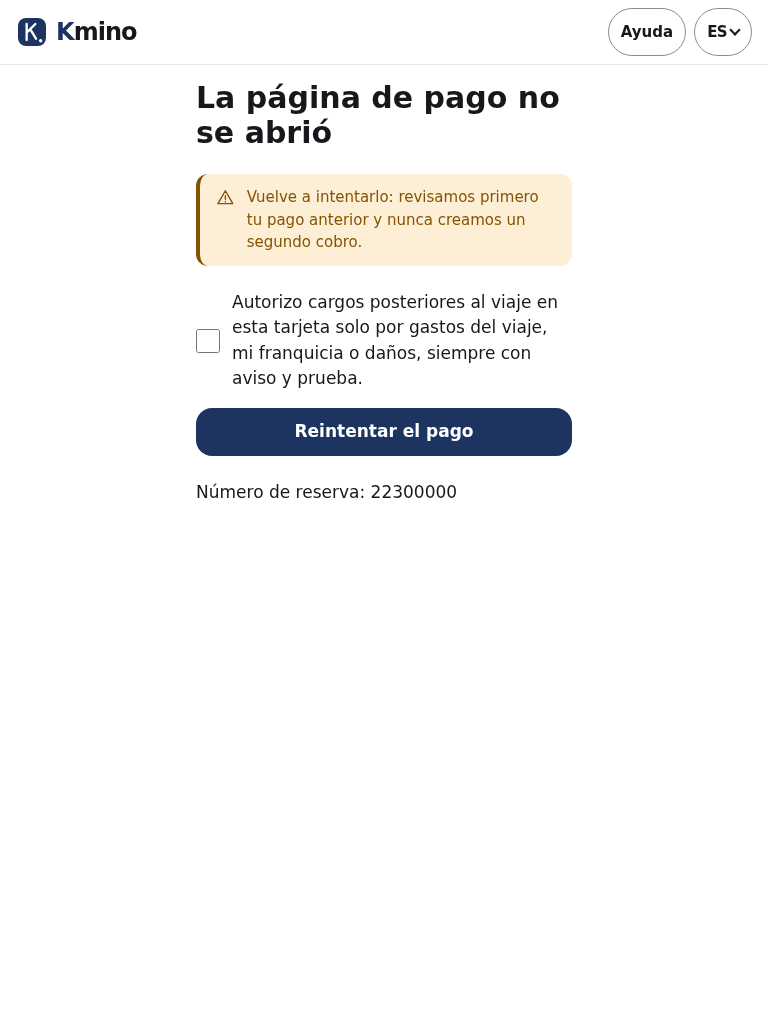 K.
Kmino
Ayuda
ES
La página de pago no
se abrió
Vuelve a intentarlo: revisamos primero
tu pago anterior y nunca creamos un
segundo cobro.
Autorizo cargos posteriores al viaje en
esta tarjeta solo por gastos del viaje,
mi franquicia o daños, siempre con
aviso y prueba.
Reintentar el pago
Número de reserva: 22300000